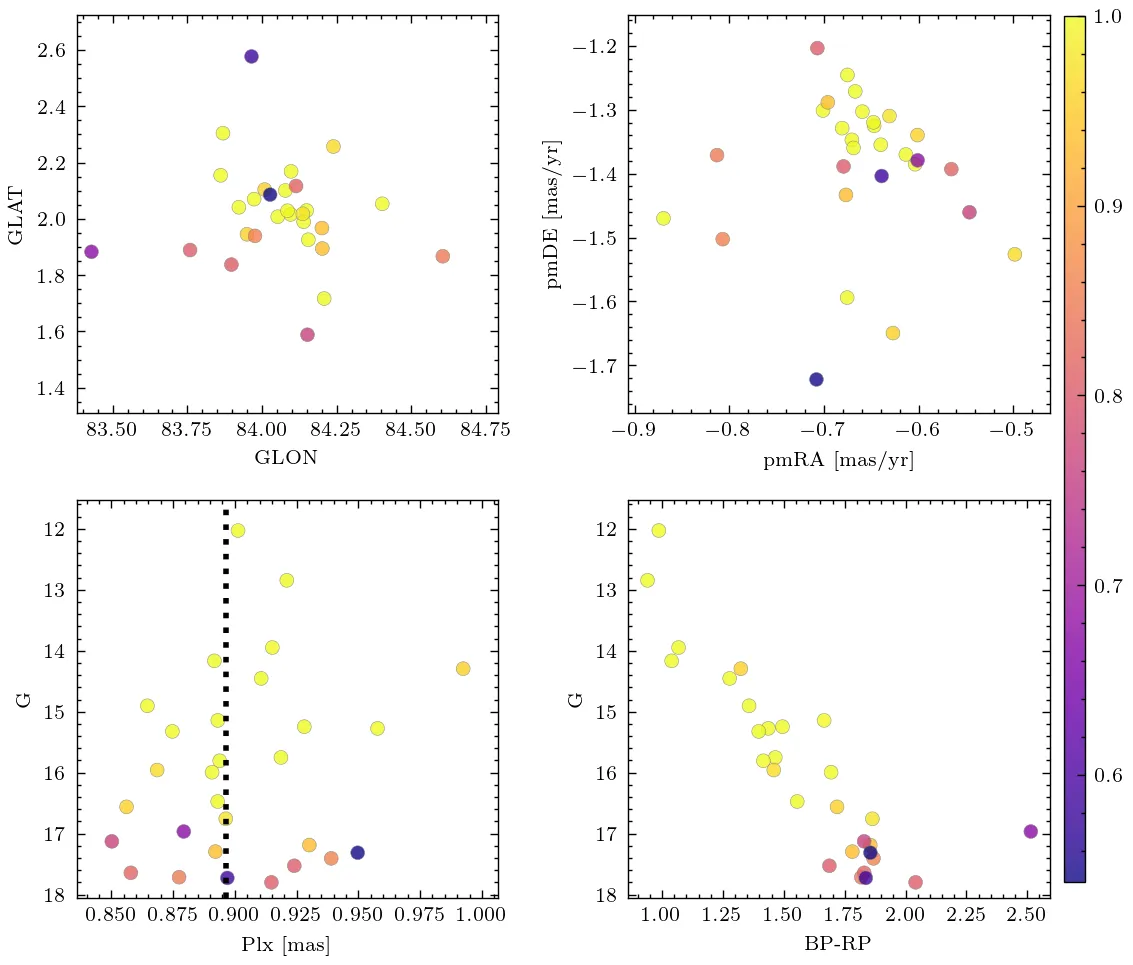 2.6
2.4
2.2
2.0
1.8
1.6
1.4
GLAT
83.50 83.75 84.00 84.25 84.50 84.75
GLON
−1.2
−1.3
−1.4
−1.5
−1.6
−1.7
pmDE [mas/yr]
−0.9 −0.8 −0.7 −0.6 −0.5
pmRA [mas/yr]
1.0
0.9
0.8
0.7
0.6
12
13
14
15
16
17
18
G
0.850 0.875 0.900 0.925 0.950 0.975 1.000
Plx [mas]
12
13
14
15
16
17
18
G
1.00 1.25 1.50 1.75 2.00 2.25 2.50
BP-RP